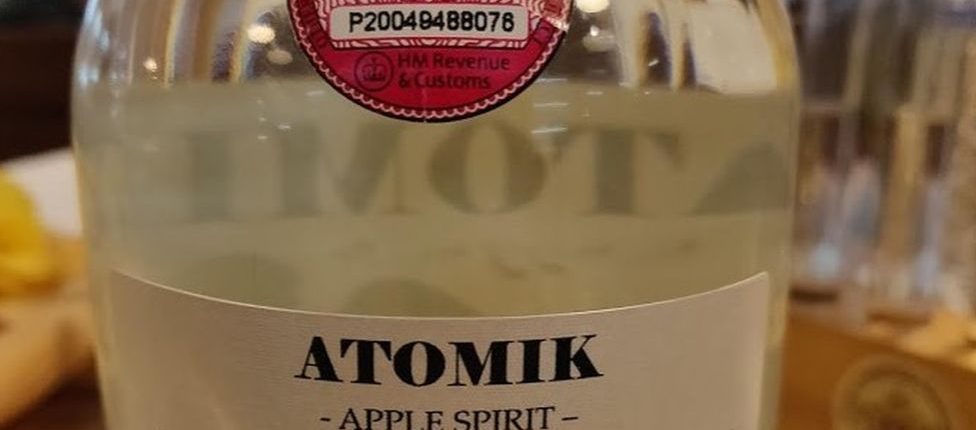 P20049488076
HM Revenue
& Customs
ATOMIK
- APPLE SPIRIT -